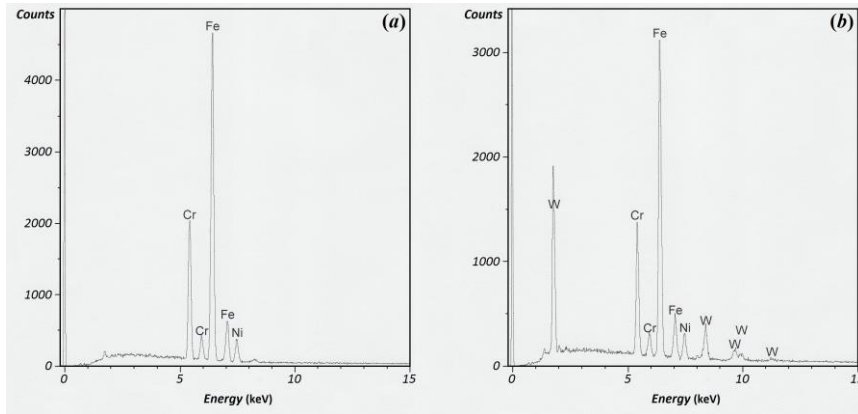 Counts
(a)
Fe
4000
3000
Cr
2000
1000
Fe
Cr
Ni
0
0
5
10
15
Energy (keV)
Counts
(b)
Fe
3000
2000
W
Cr
1000
Fe
Cr
Ni
W
W
W
W
0
0
5
10
15
Energy (keV)